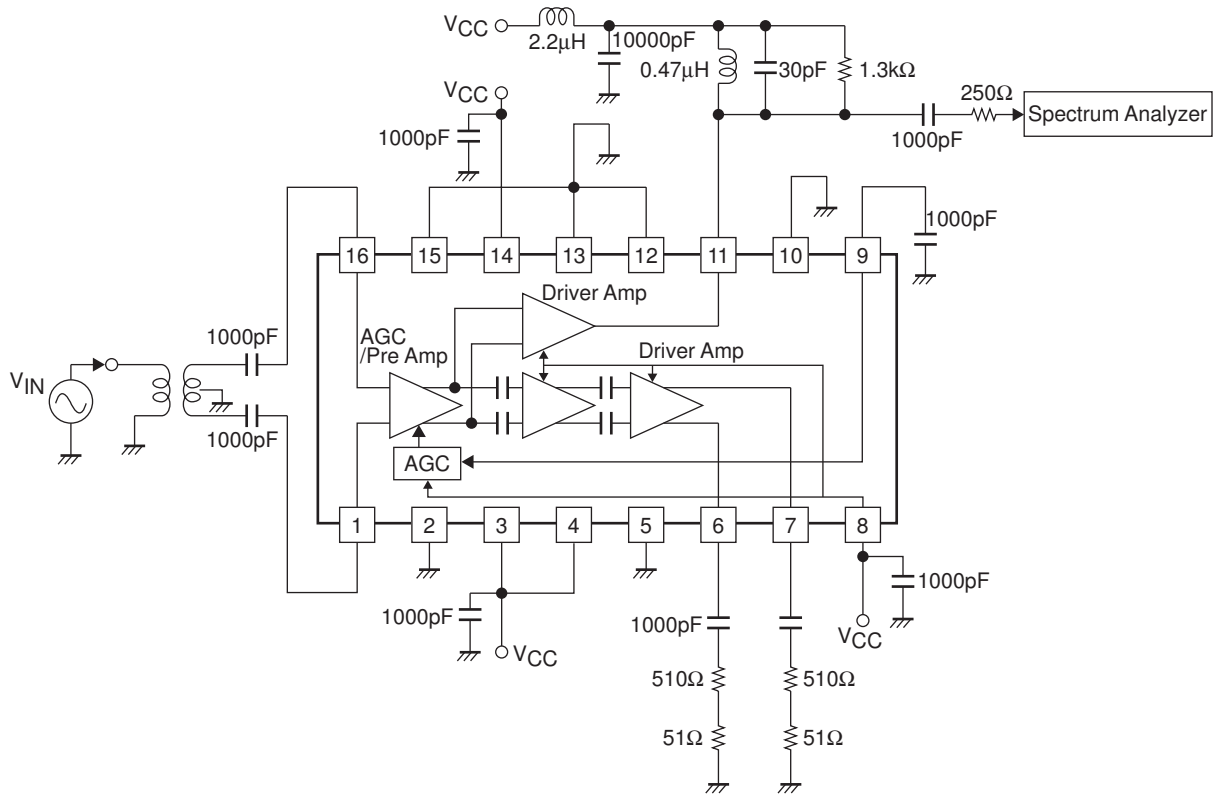 VCC
2.2μH
10000pF
0.47μH
30pF
1.3kΩ
250Ω
Spectrum Analyzer
1000pF
VCC
1000pF
1000pF
16
15
14
13
12
11
10
9
Driver Amp
AGC
/Pre Amp
Driver Amp
1000pF
VIN
1000pF
AGC
1
2
3
4
5
6
7
8
1000pF
VCC
1000pF
1000pF
VCC
510Ω
510Ω
51Ω
51Ω